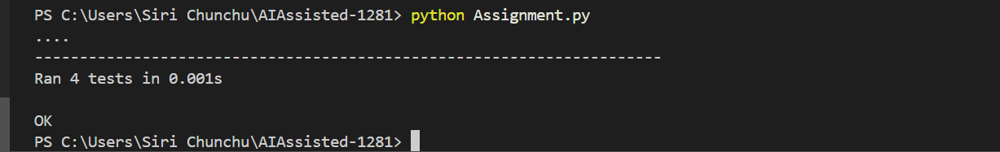 PS C:\Users\Siri Chunchu\AIAssisted-1281> python Assignment.py
....
----------------------------------------------------------------------
Ran 4 tests in 0.001s
OK
PS C:\Users\Siri Chunchu\AIAssisted-1281>